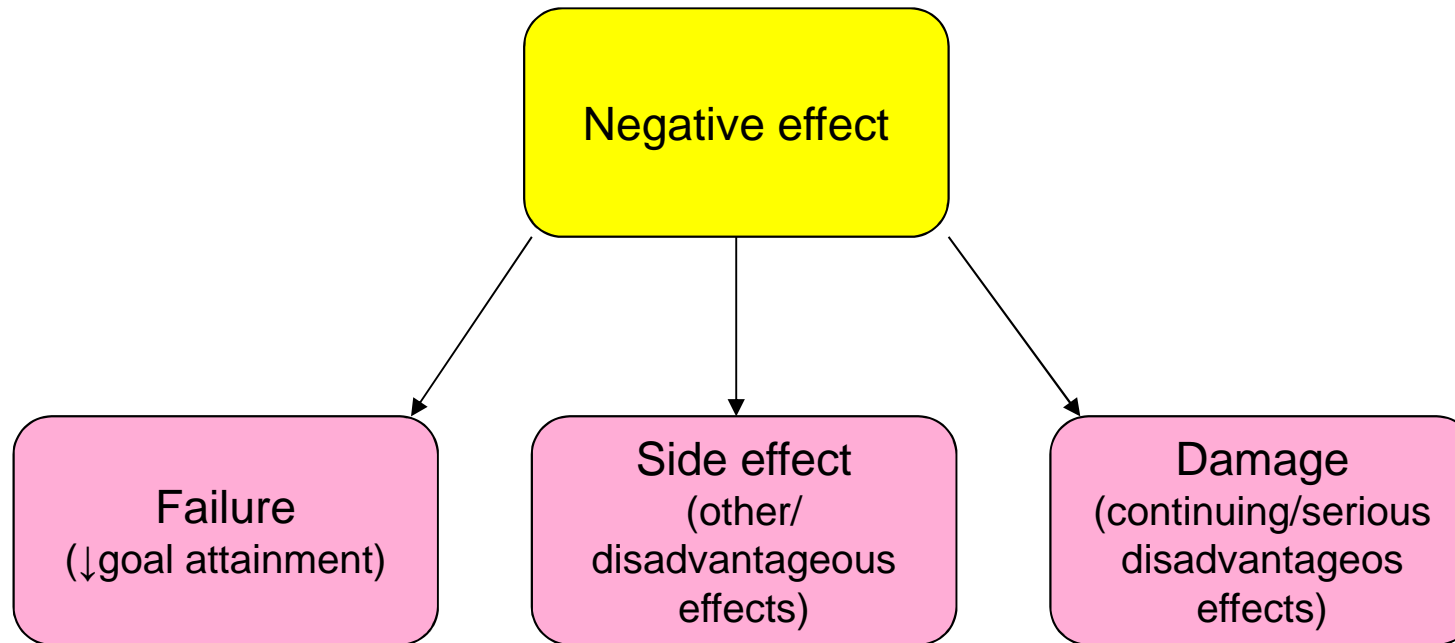 Negative effect
Failure
(↓goal attainment)
Side effect
(other/
disadvantageous
effects)
Damage
(continuing/serious
disadvantageos
effects)